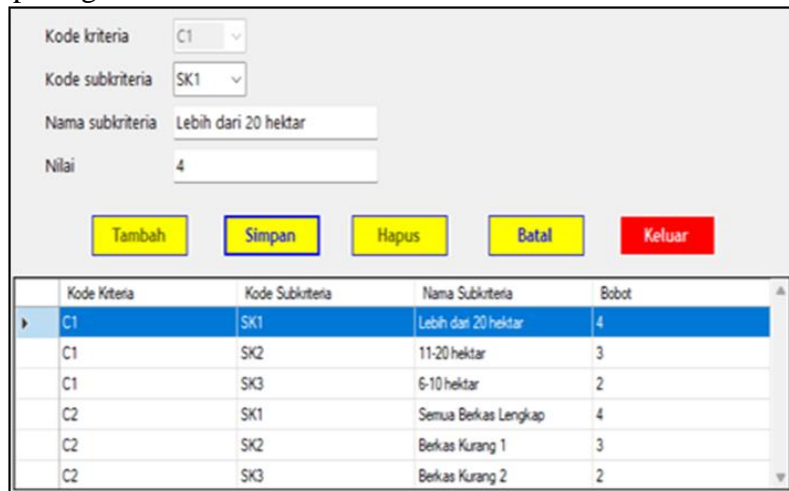 Kode kriteria C1
Kode subkriteria SK1
Nama subkriteria Lebih dari 20 hektar
Nilai 4
Tambah Simpan Hapus Batal Keluar
Kode Kriteria Kode Subkriteria Nama Subkriteria Bobot
C1 SK1 Lebih dari 20 hektar 4
C1 SK2 11-20 hektar 3
C1 SK3 6-10 hektar 2
C2 SK1 Semua Berkas Lengkap 4
C2 SK2 Berkas Kurang 1 3
C2 SK3 Berkas Kurang 2 2